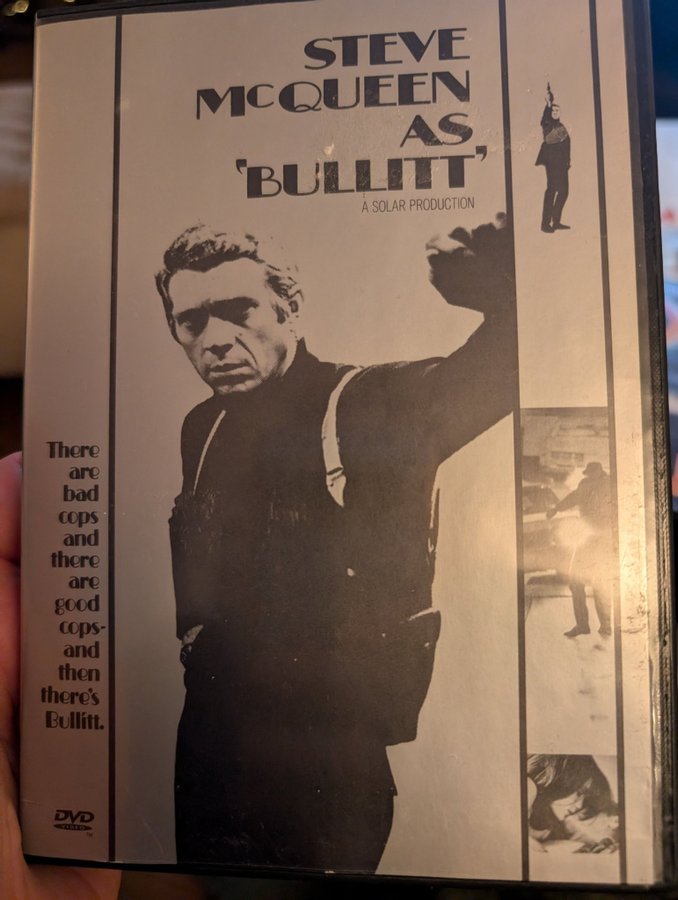 STEVE
McQUEEN
AS
'BULLITT'
A SOLAR PRODUCTION
There
are
bad
cops
and
there
are
good
cops-
and
then
there's
Bullitt.
DVD
VIDEO
TM